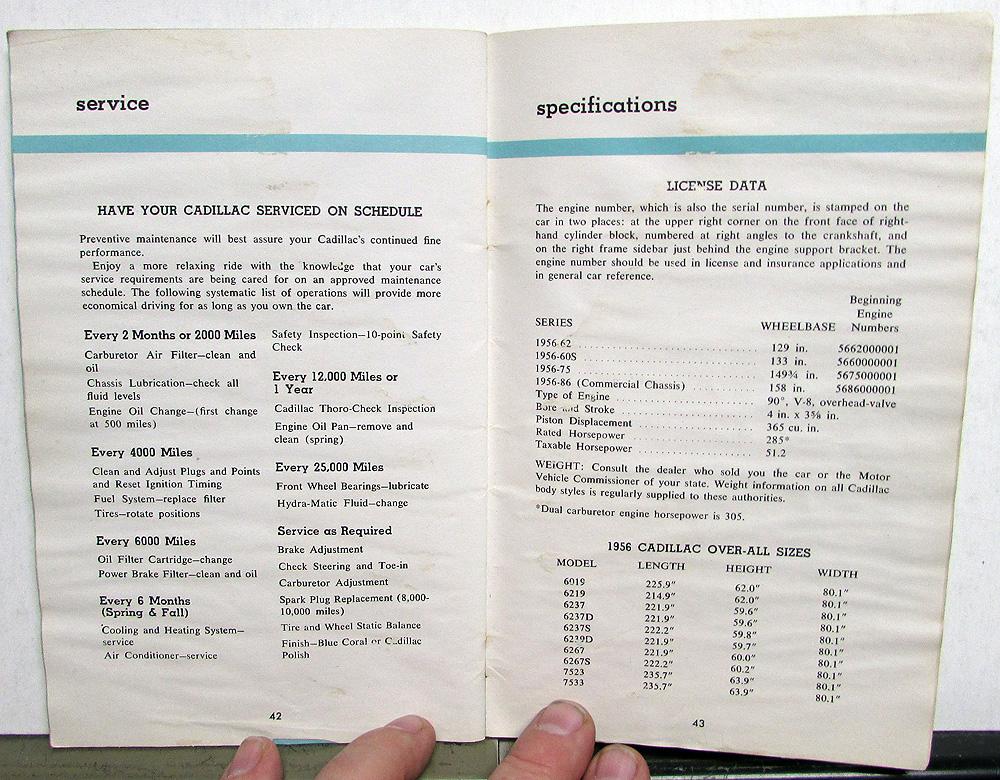 service
HAVE YOUR CADILLAC SERVICED ON SCHEDULE
Preventive maintenance will best assure your Cadillac's continued fine
performance.
Enjoy a more relaxing ride with the knowledge that your car's
service requirements are being cared for on an approved maintenance
schedule. The following systematic list of operations will provide more
economical driving for as long as you own the car.
Every 2 Months or 2000 Miles
Carburetor Air Filter—clean and
oil
Chassis Lubrication—check all
fluid levels
Engine Oil Change—(first change
at 500 miles)
Every 4000 Miles
Clean and Adjust Plugs and Points
and Reset Ignition Timing
Fuel System—replace filter
Tires—rotate positions
Every 6000 Miles
Oil Filter Cartridge—change
Power Brake Filter—clean and oil
Every 6 Months
(Spring & Fall)
Cooling and Heating System—
service
Air Conditioner—service
Safety Inspection—10-point Safety
Check
Every 12,000 Miles or
1 Year
Cadillac Thoro-Check Inspection
Engine Oil Pan—remove and
clean (spring)
Every 25,000 Miles
Front Wheel Bearings—lubricate
Hydra-Matic Fluid—change
Service as Required
Brake Adjustment
Check Steering and Toe-in
Carburetor Adjustment
Spark Plug Replacement (8,000-
10,000 miles)
Tire and Wheel Static Balance
Finish—Blue Coral or Cadillac
Polish
42
specifications
LICENSE DATA
The engine number, which is also the serial number, is stamped on the
car in two places: at the upper right corner on the front face of right-
hand cylinder block, numbered at right angles to the crankshaft, and
on the right frame sidebar just behind the engine support bracket. The
engine number should be used in license and insurance applications and
in general car reference.
Beginning
Engine
SERIES WHEELBASE Numbers
1956-62 129 in. 5662000001
1956-60S 133 in. 5660000001
1956-75 149¾ in. 5675000001
1956-86 (Commercial Chassis) 158 in. 5686000001
Type of Engine 90°, V-8, overhead-valve
Bore and Stroke 4 in. x 3⅝ in.
Piston Displacement 365 cu. in.
Rated Horsepower 285*
Taxable Horsepower 51.2
WEIGHT: Consult the dealer who sold you the car or the Motor
Vehicle Commissioner of your state. Weight information on all Cadillac
body styles is regularly supplied to these authorities.
*Dual carburetor engine horsepower is 305.
1956 CADILLAC OVER-ALL SIZES
MODEL LENGTH HEIGHT WIDTH
6019 225.9" 62.0" 80.1"
6219 214.9" 62.0" 80.1"
6237 221.9" 59.6" 80.1"
6237D 221.9" 59.6" 80.1"
6237S 222.2" 59.8" 80.1"
6239D 221.9" 59.7" 80.1"
6267 221.9" 60.0" 80.1"
6267S 222.2" 60.2" 80.1"
7523 235.7" 63.9" 80.1"
7533 235.7" 63.9" 80.1"
43